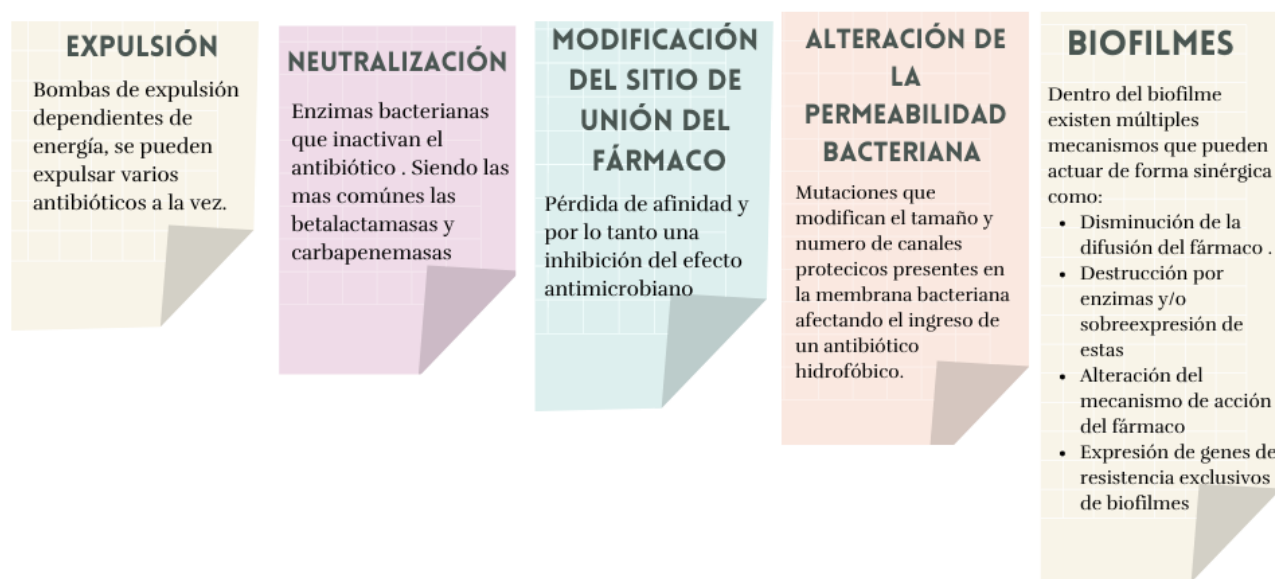 EXPULSIÓN
Bombas de expulsión
dependientes de
energía, se pueden
expulsar varios
antibióticos a la vez.
NEUTRALIZACIÓN
Enzimas bacterianas
que inactivan el
antibiótico . Siendo las
mas comúnes las
betalactamasas y
carbapenemasas
MODIFICACIÓN
DEL SITIO DE
UNIÓN DEL
FÁRMACO
Pérdida de afinidad y
por lo tanto una
inhibición del efecto
antimicrobiano
ALTERACIÓN DE
LA
PERMEABILIDAD
BACTERIANA
Mutaciones que
modifican el tamaño y
numero de canales
protecicos presentes en
la membrana bacteriana
afectando el ingreso de
un antibiótico
hidrofóbico.
BIOFILMES
Dentro del biofilme
existen múltiples
mecanismos que pueden
actuar de forma sinérgica
como:
• Disminución de la
difusión del fármaco .
• Destrucción por
enzimas y/o
sobreexpresión de
estas
• Alteración del
mecanismo de acción
del fármaco
• Expresión de genes de
resistencia exclusivos
de biofilmes